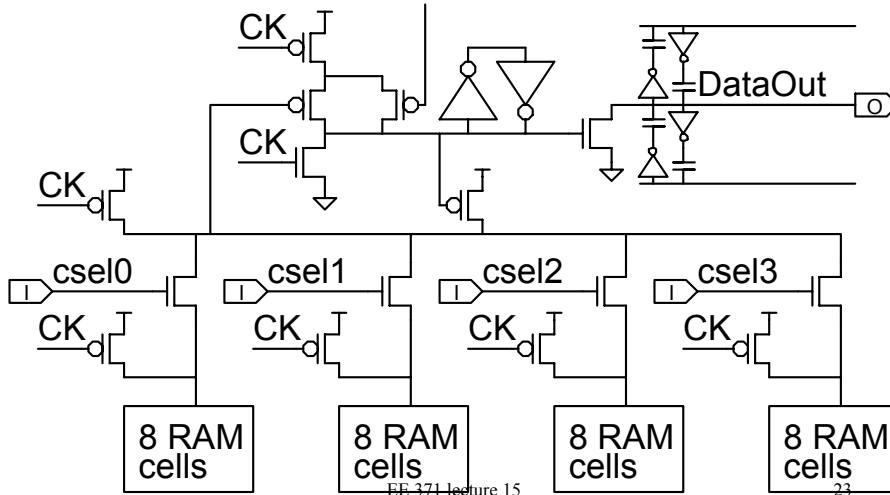 CK
CK
DataOut
O
CK
I csel0 I csel1 I csel2 I csel3
CK CK CK CK
8 RAM 8 RAM 8 RAM 8 RAM
cells cells cells cells
EE 371 lecture 15 23